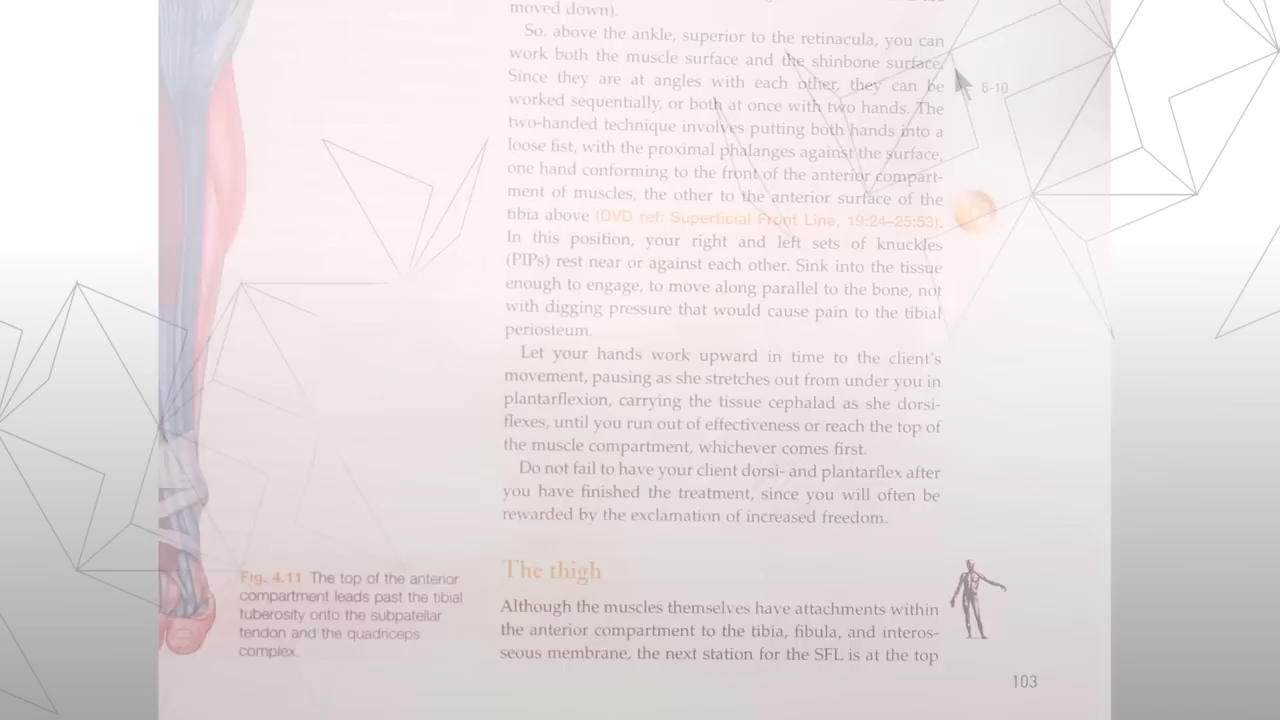 moved down).
So, above the ankle, superior to the retinacula, you can
work both the muscle surface and the shinbone surface.
Since they are at angles with each other, they can be
worked sequentially, or both at once with two hands. The
two-handed technique involves putting both hands into a
loose fist, with the proximal phalanges against the surface,
one hand conforming to the front of the anterior compart-
ment of muscles, the other to the anterior surface of the
tibia above (DVD ref: Superficial Front Line, 19:24–25:53).
In this position, your right and left sets of knuckles
(PIPs) rest near or against each other. Sink into the tissue
enough to engage, to move along parallel to the bone, not
with digging pressure that would cause pain to the tibial
periosteum.
Let your hands work upward in time to the client's
movement, pausing as she stretches out from under you in
plantarflexion, carrying the tissue cephalad as she dorsi-
flexes, until you run out of effectiveness or reach the top of
the muscle compartment, whichever comes first.
Do not fail to have your client dorsi- and plantarflex after
you have finished the treatment, since you will often be
rewarded by the exclamation of increased freedom.
The thigh
Although the muscles themselves have attachments within
the anterior compartment to the tibia, fibula, and interos-
seous membrane, the next station for the SFL is at the top
6-10
Fig. 4.11 The top of the anterior
compartment leads past the tibial
tuberosity onto the subpatellar
tendon and the quadriceps
complex.
103